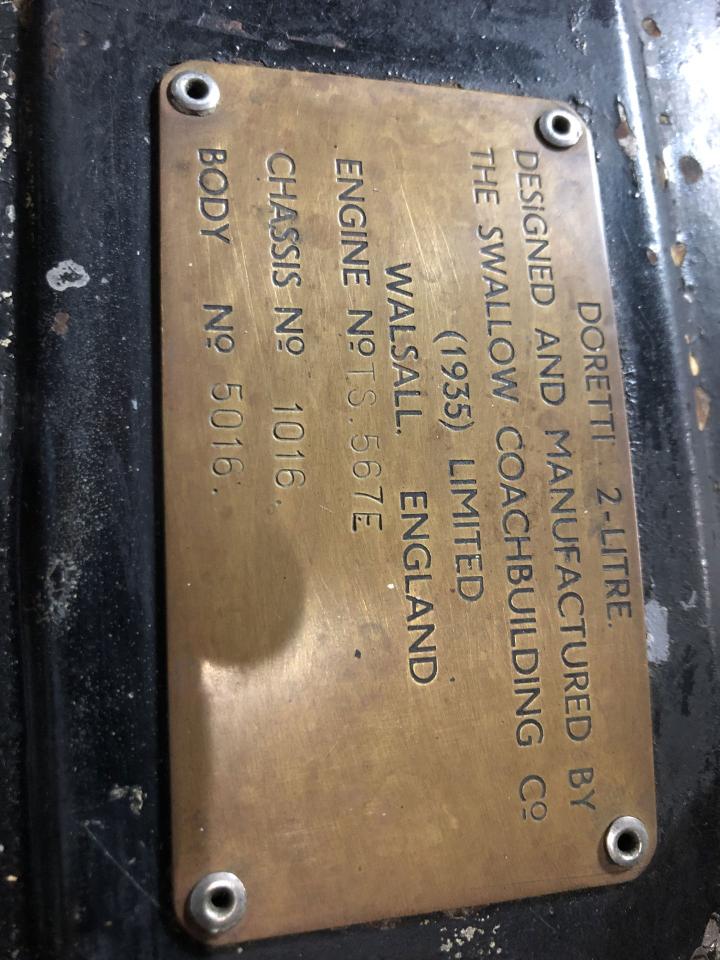 DORETTI 2-LITRE.
DESIGNED AND MANUFACTURED BY
THE SWALLOW COACHBUILDING Cº
(1935) LIMITED
WALSALL. ENGLAND
ENGINE Nº TS.567E
CHASSIS Nº 1016.
BODY Nº 5016.